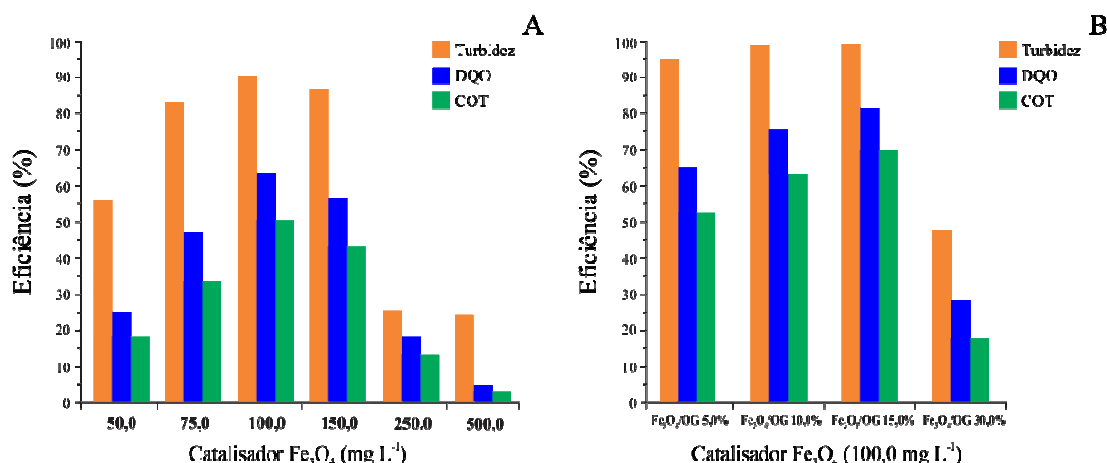 A
Eficiência (%)
100
90
80
70
60
50
40
30
20
10
0
Turbidez
DQO
COT
50,0 75,0 100,0 150,0 250.0 500,0
Catalisador Fe₃O₄ (mg L⁻¹)
B
Eficiência (%)
100
90
80
70
60
50
40
30
20
10
0
Turbidez
DQO
COT
Fe₃O₄/OG 5,0% Fe₃O₄/OG 10,0% Fe₃O₄/OG 15,0% Fe₃O₄/OG 30,0%
Catalisador Fe₃O₄ (100,0 mg L⁻¹)